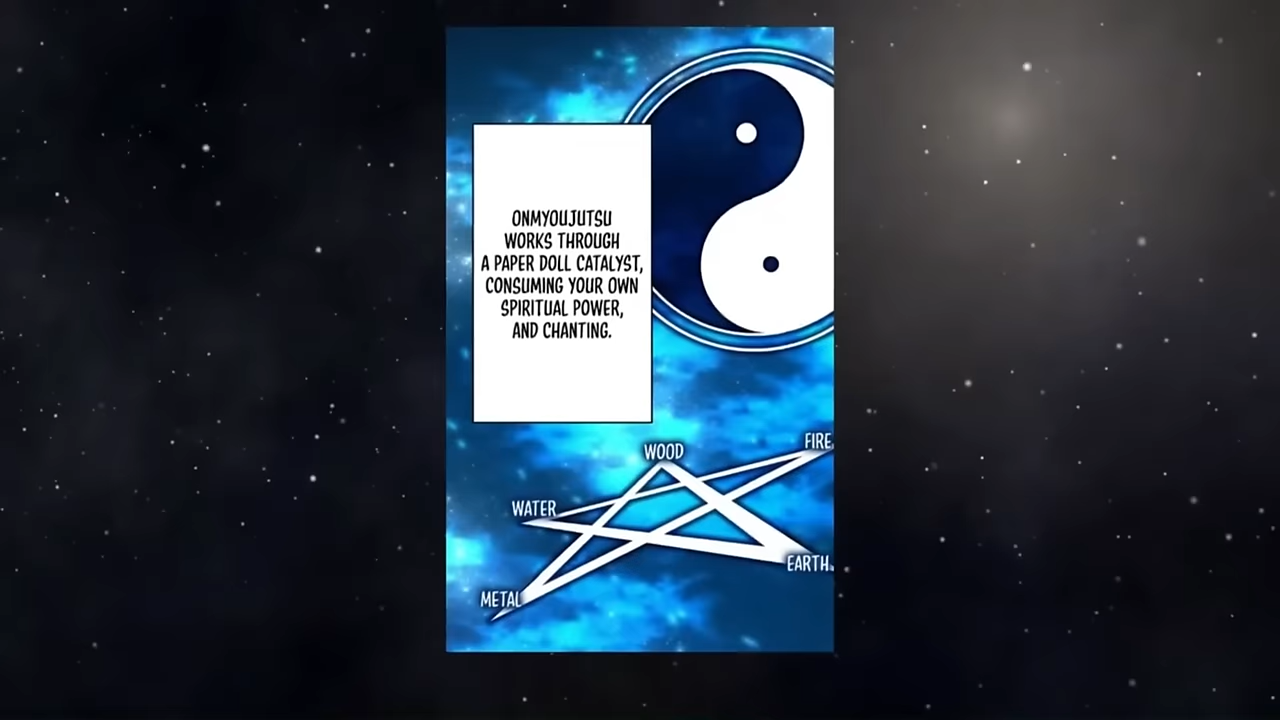 ONMYOUJUTSU
WORKS THROUGH
A PAPER DOLL CATALYST,
CONSUMING YOUR OWN
SPIRITUAL POWER,
AND CHANTING.
WOOD
FIRE
WATER
EARTH
METAL